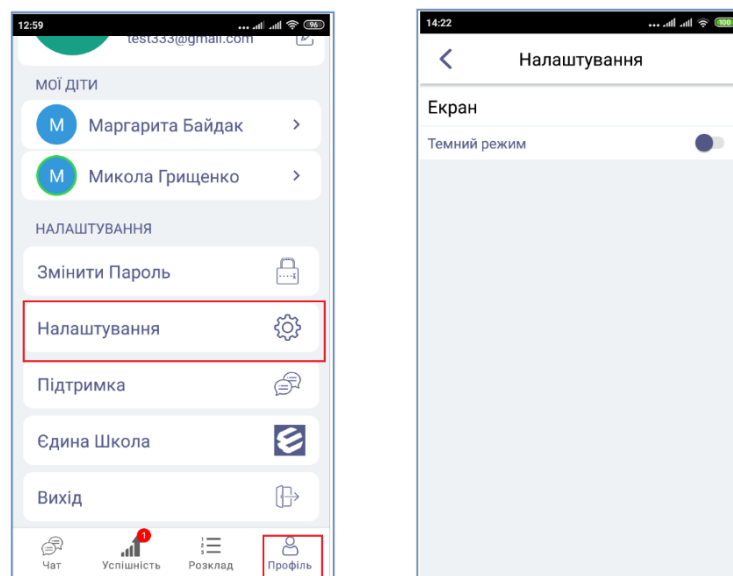 12:59
96
test333@gmail.com
МОЇ ДІТИ
М Маргарита Байдак
М Микола Грищенко
НАЛАШТУВАННЯ
Змінити Пароль
Налаштування
Підтримка
Єдина Школа
Вихід
1
Чат Успішність Розклад Профіль
14:22
100
Налаштування
Екран
Темний режим